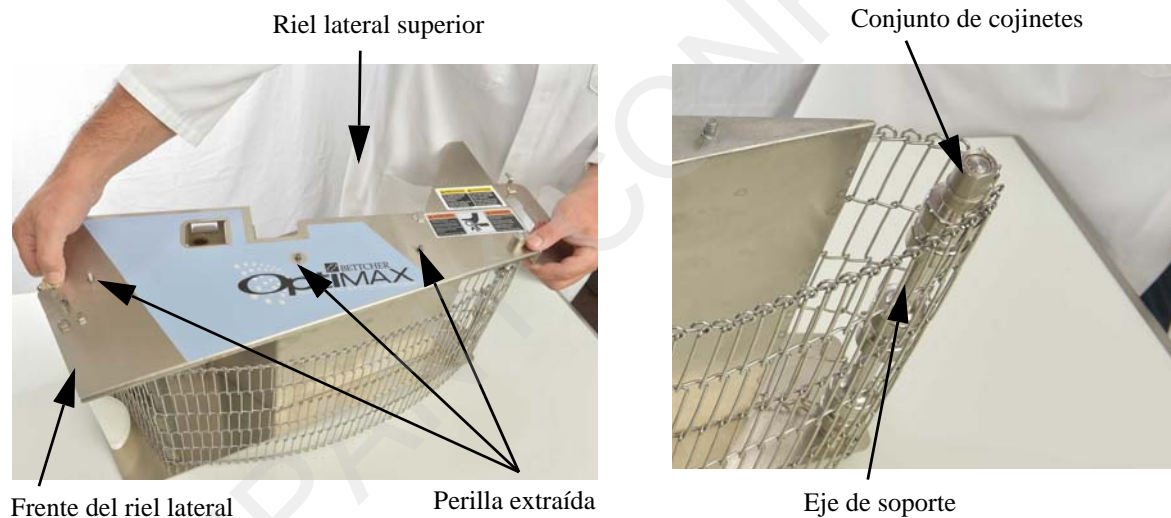 Riel lateral superior
Conjunto de cojinetes
BETTCHER
OptiMAX
Frente del riel lateral
Perilla extraída
Eje de soporte